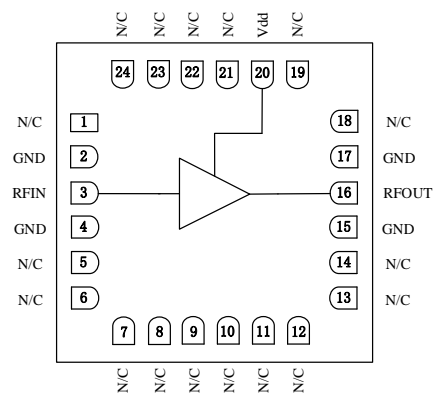 N/C N/C N/C N/C Vdd N/C
24 23 22 21 20 19
N/C 1 18 N/C
GND 2 17 GND
RFIN 3 16 RFOUT
GND 4 15 GND
N/C 5 14 N/C
N/C 6 13 N/C
7 8 9 10 11 12
N/C N/C N/C N/C N/C N/C